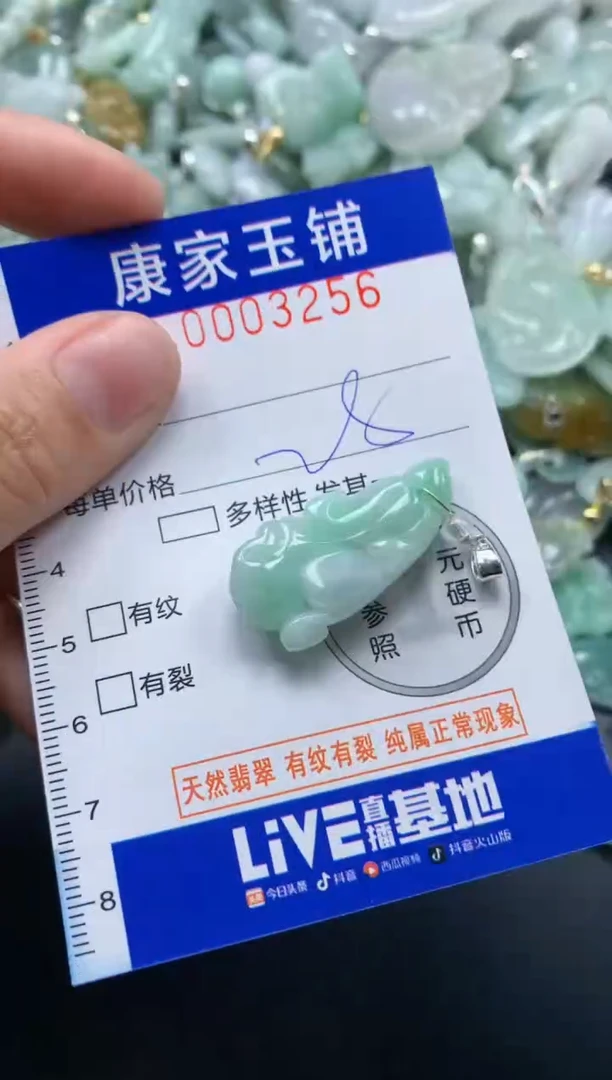 康家玉铺
0003256
每单价格
多样性
元硬币
参照
4
5
6
7
8
有纹
有裂
天然翡翠 有纹有裂 纯属正常现象
LiVE直播基地
今日头条 抖音 西瓜视频 抖音火山版